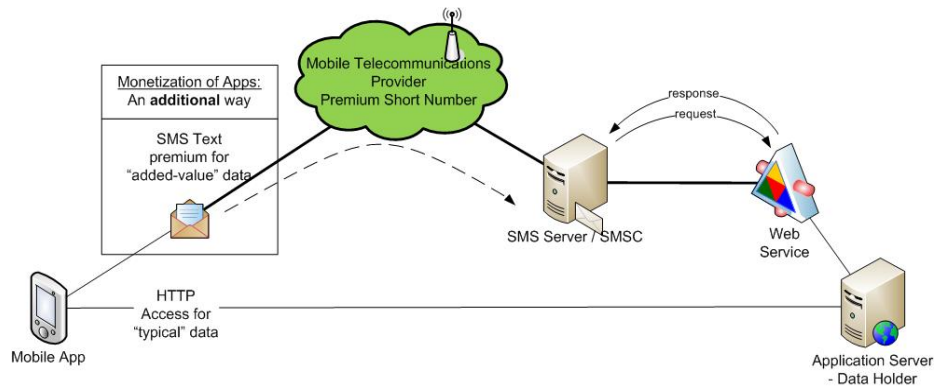 Mobile Telecommunications
Provider
Premium Short Number
Monetization of Apps:
An additional way
SMS Text
premium for
“added-value” data
response
request
SMS Server / SMSC
Web
Service
HTTP
Access for
“typical” data
Mobile App
Application Server
- Data Holder